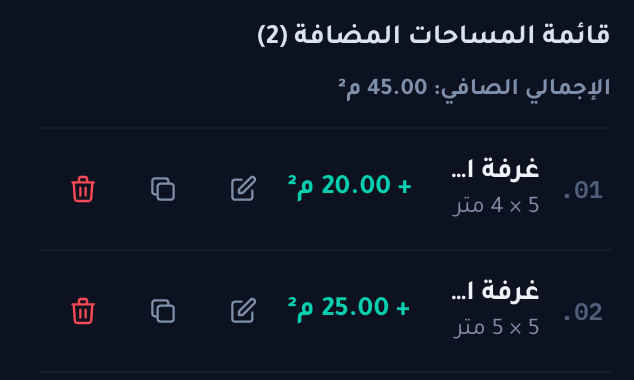 قائمة المساحات المضافة (2)
الإجمالي الصافي: 45.00 م²
01.
غرفة ا...
5 × 4 متر
+ 20.00 م²
02.
غرفة ا...
5 × 5 متر
+ 25.00 م²